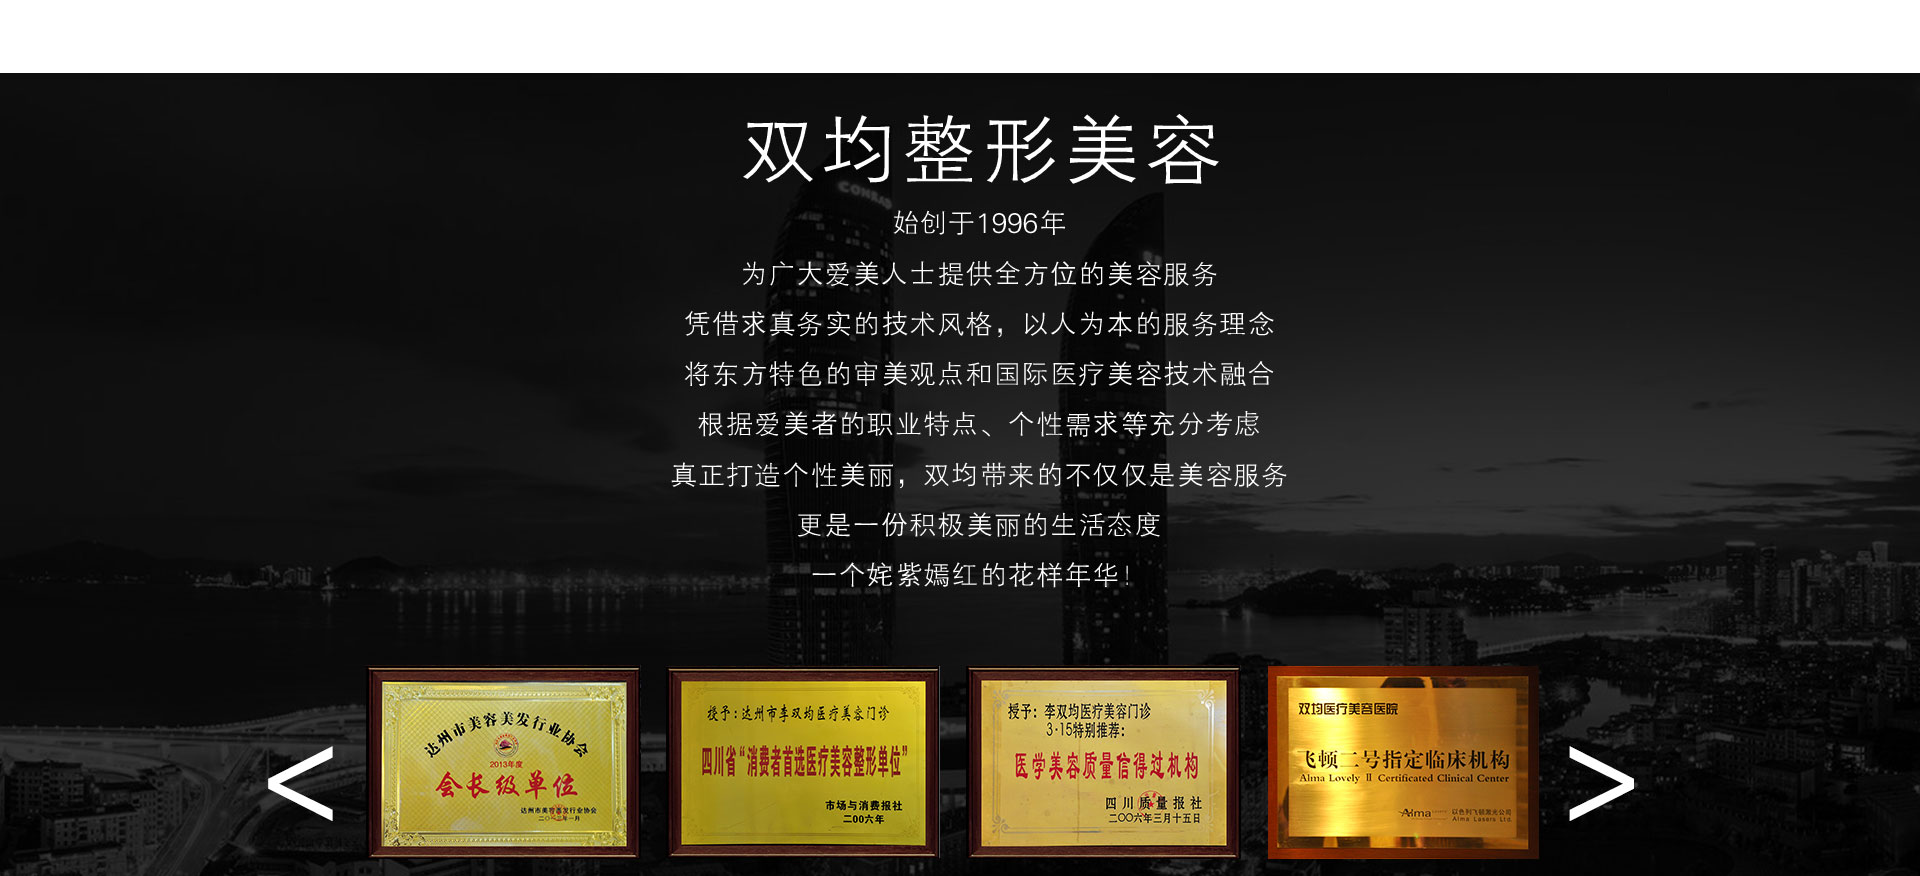 双均整形美容
CONRAD
始创于1996年
为广大爱美人士提供全方位的美容服务
凭借求真务实的技术风格，以人为本的服务理念
将东方特色的审美观点和国际医疗美容技术融合
根据爱美者的职业特点、个性需求等充分考虑
真正打造个性美丽，双均带来的不仅仅是美容服务
更是一份积极美丽的生活态度
一个姹紫嫣红的花样年华！
<
达州市美容美发行业协会
2013年度
会长级单位
达州市美容美发行业协会
二〇一三年一月
授予：达州市李双均医疗美容门诊
四川省“消费者首选医疗美容整形单位”
市场与消费报社
二00六年
授予：李双均医疗美容门诊
3·15特别推荐：
医学美容质量信得过机构
四川质量报社
二〇〇六年三月十五日
双均医疗美容医院
飞顿二号指定临床机构
Alma Lovely II Certificated Clinical Center
Alma
以色列飞顿激光公司
Alma Lasers Ltd.
>